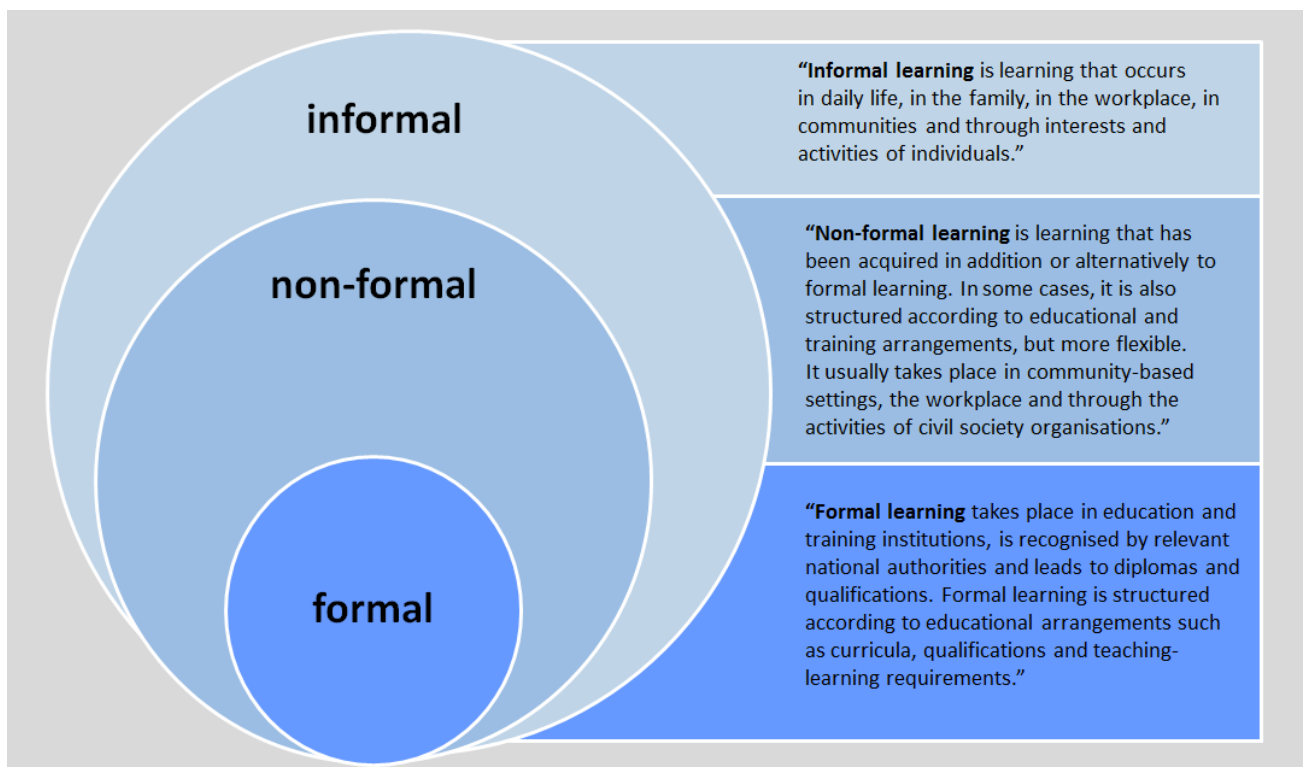 informal
“Informal learning is learning that occurs
in daily life, in the family, in the workplace, in
communities and through interests and
activities of individuals.”
non-formal
“Non-formal learning is learning that has
been acquired in addition or alternatively to
formal learning. In some cases, it is also
structured according to educational and
training arrangements, but more flexible.
It usually takes place in community-based
settings, the workplace and through the
activities of civil society organisations.”
formal
“Formal learning takes place in education and
training institutions, is recognised by relevant
national authorities and leads to diplomas and
qualifications. Formal learning is structured
according to educational arrangements such
as curricula, qualifications and teaching-
learning requirements.”